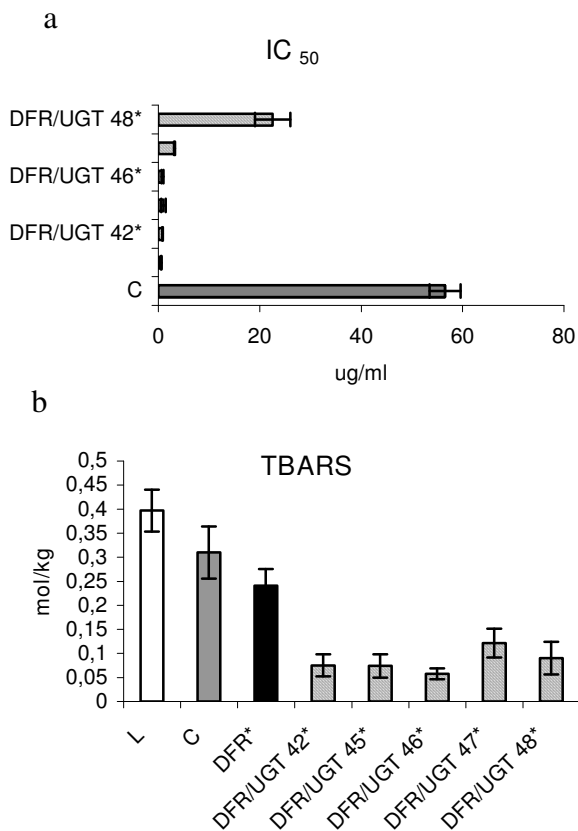 a
IC 50
DFR/UGT 48*
DFR/UGT 46*
DFR/UGT 42*
C
0 20 40 60 80
ug/ml
b
TBARS
0,5
0,45
0,4
0,35
0,3
0,25
0,2
0,15
0,1
0,05
0
mol/kg
L
C
DFR*
DFR/UGT 42*
DFR/UGT 45*
DFR/UGT 46*
DFR/UGT 47*
DFR/UGT 48*